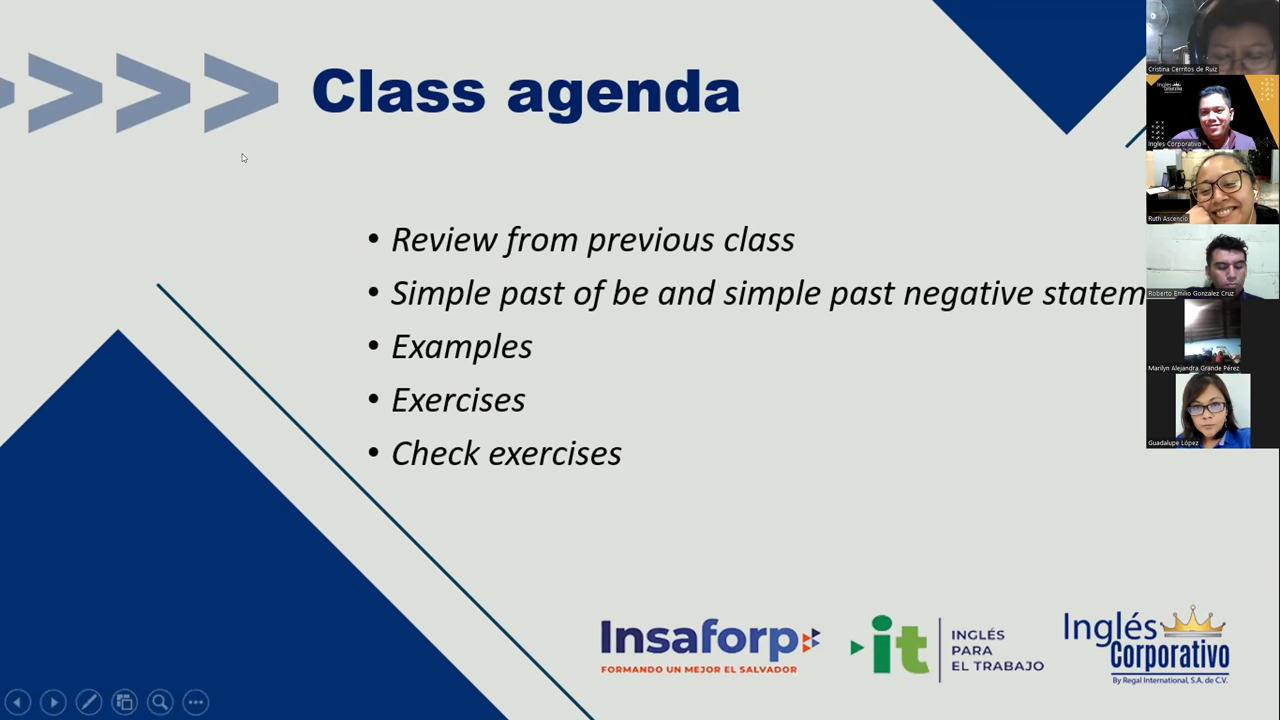 Class agenda
• Review from previous class
• Simple past of be and simple past negative statem
• Examples
• Exercises
• Check exercises
Insaforp
FORMANDO UN MEJOR EL SALVADOR
it
INGLÉS
PARA
EL TRABAJO
Inglés
Corporativo
By Regal International, S.A. de C.V.
Cristina Cerritos de Ruiz
Inglés Corporativo
Ruth Ascencio
Roberto Emilio Gonzalez Cruz
Marilyn Alejandra Grande Pérez
Guadalupe López